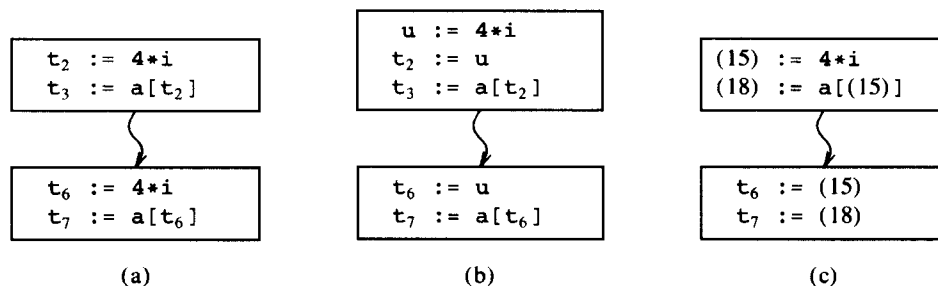 t₂ := 4*i
t₃ := a[t₂]
t₆ := 4*i
t₇ := a[t₆]
(a)
u := 4*i
t₂ := u
t₃ := a[t₂]
t₆ := u
t₇ := a[t₆]
(b)
(15) := 4*i
(18) := a[(15)]
t₆ := (15)
t₇ := (18)
(c)